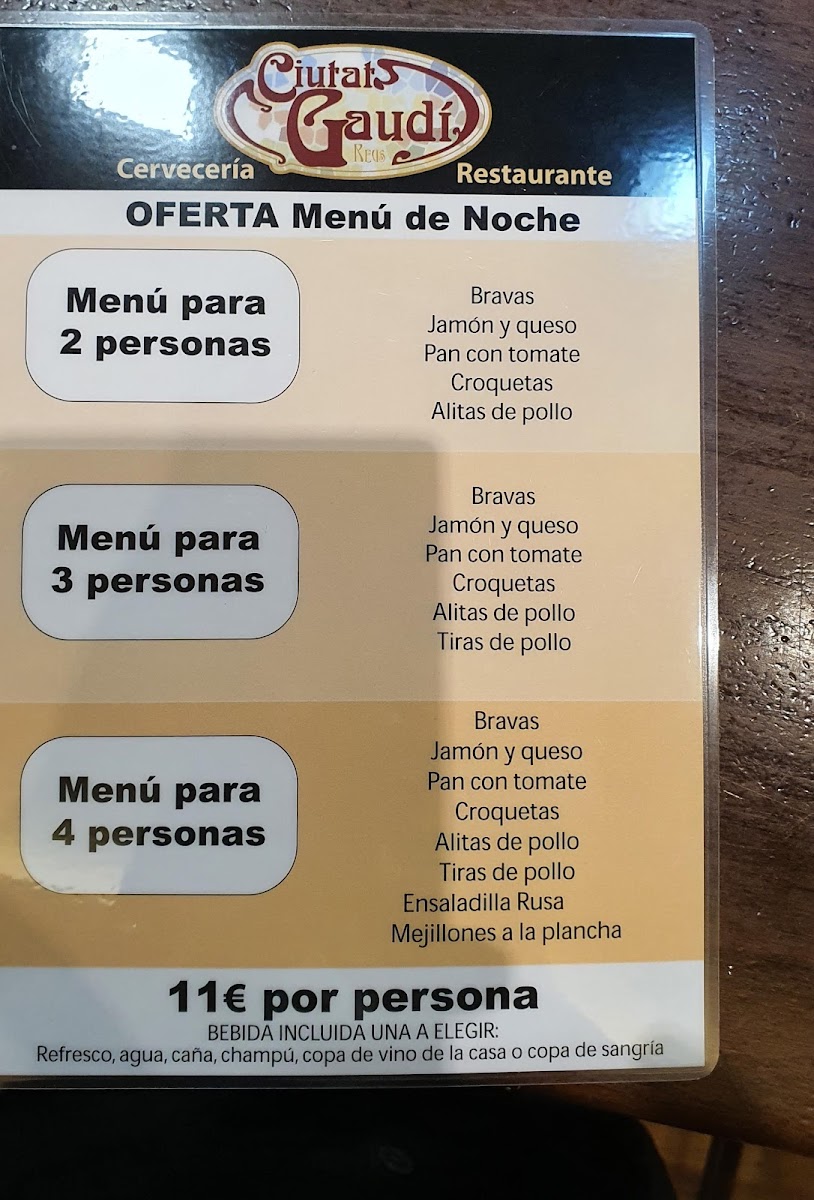 Ciutat
Gaudí
Reus
Cervecería
Restaurante
OFERTA Menú de Noche
Menú para
2 personas
Bravas
Jamón y queso
Pan con tomate
Croquetas
Alitas de pollo
Menú para
3 personas
Bravas
Jamón y queso
Pan con tomate
Croquetas
Alitas de pollo
Tiras de pollo
Menú para
4 personas
Bravas
Jamón y queso
Pan con tomate
Croquetas
Alitas de pollo
Tiras de pollo
Ensaladilla Rusa
Mejillones a la plancha
11€ por persona
BEBIDA INCLUIDA UNA A ELEGIR:
Refresco, agua, caña, champú, copa de vino de la casa o copa de sangría